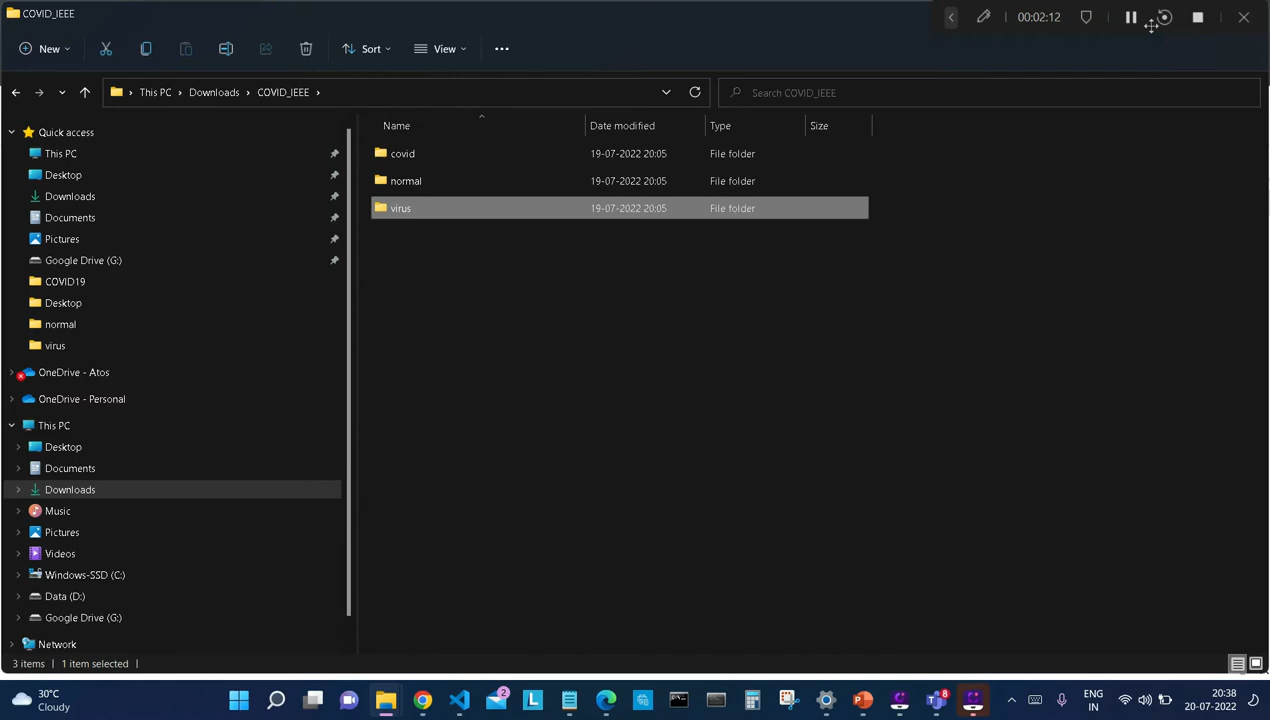 COVID_IEEE
00:02:12
New
Sort
View
This PC
Downloads
COVID_IEEE
Search COVID_IEEE
Name
Date modified
Type
Size
covid
19-07-2022 20:05
File folder
normal
19-07-2022 20:05
File folder
virus
19-07-2022 20:05
File folder
Quick access
This PC
Desktop
Downloads
Documents
Pictures
Google Drive (G:)
COVID19
Desktop
normal
virus
OneDrive - Atos
OneDrive - Personal
This PC
Desktop
Documents
Downloads
Music
Pictures
Videos
Windows-SSD (C:)
Data (D:)
Google Drive (G:)
Network
3 items
1 item selected
30°C
Cloudy
2
L
8
ENG
IN
20:38
20-07-2022